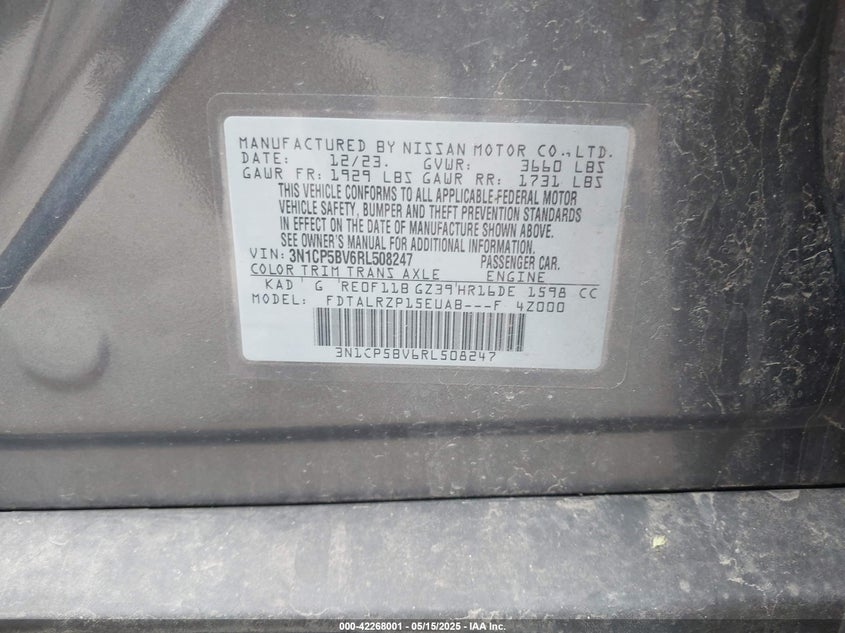 MANUFACTURED BY NISSAN MOTOR CO.,LTD.
DATE: 12/23. GVWR: 3660 LBS
GAWR FR: 1929 LBS GAWR RR: 1731 LBS
THIS VEHICLE CONFORMS TO ALL APPLICABLE-FEDERAL MOTOR
VEHICLE SAFETY, BUMPER AND THEFT PREVENTION STANDARDS
IN EFFECT ON THE DATE OF MANUFACTURE SHOWN ABOVE.
SEE OWNER'S MANUAL FOR ADDITIONAL INFORMATION.
VIN: 3N1CP5BV6RL508247 PASSENGER CAR.
COLOR TRIM TRANS AXLE ENGINE
KAD G RE0F11B GZ39 HR16DE 1598 CC
MODEL: FDTALRZP15EUAB---F 4Z000
3N1CP5BV6RL508247
000-42268001 - 05/15/2025 - IAA Inc.